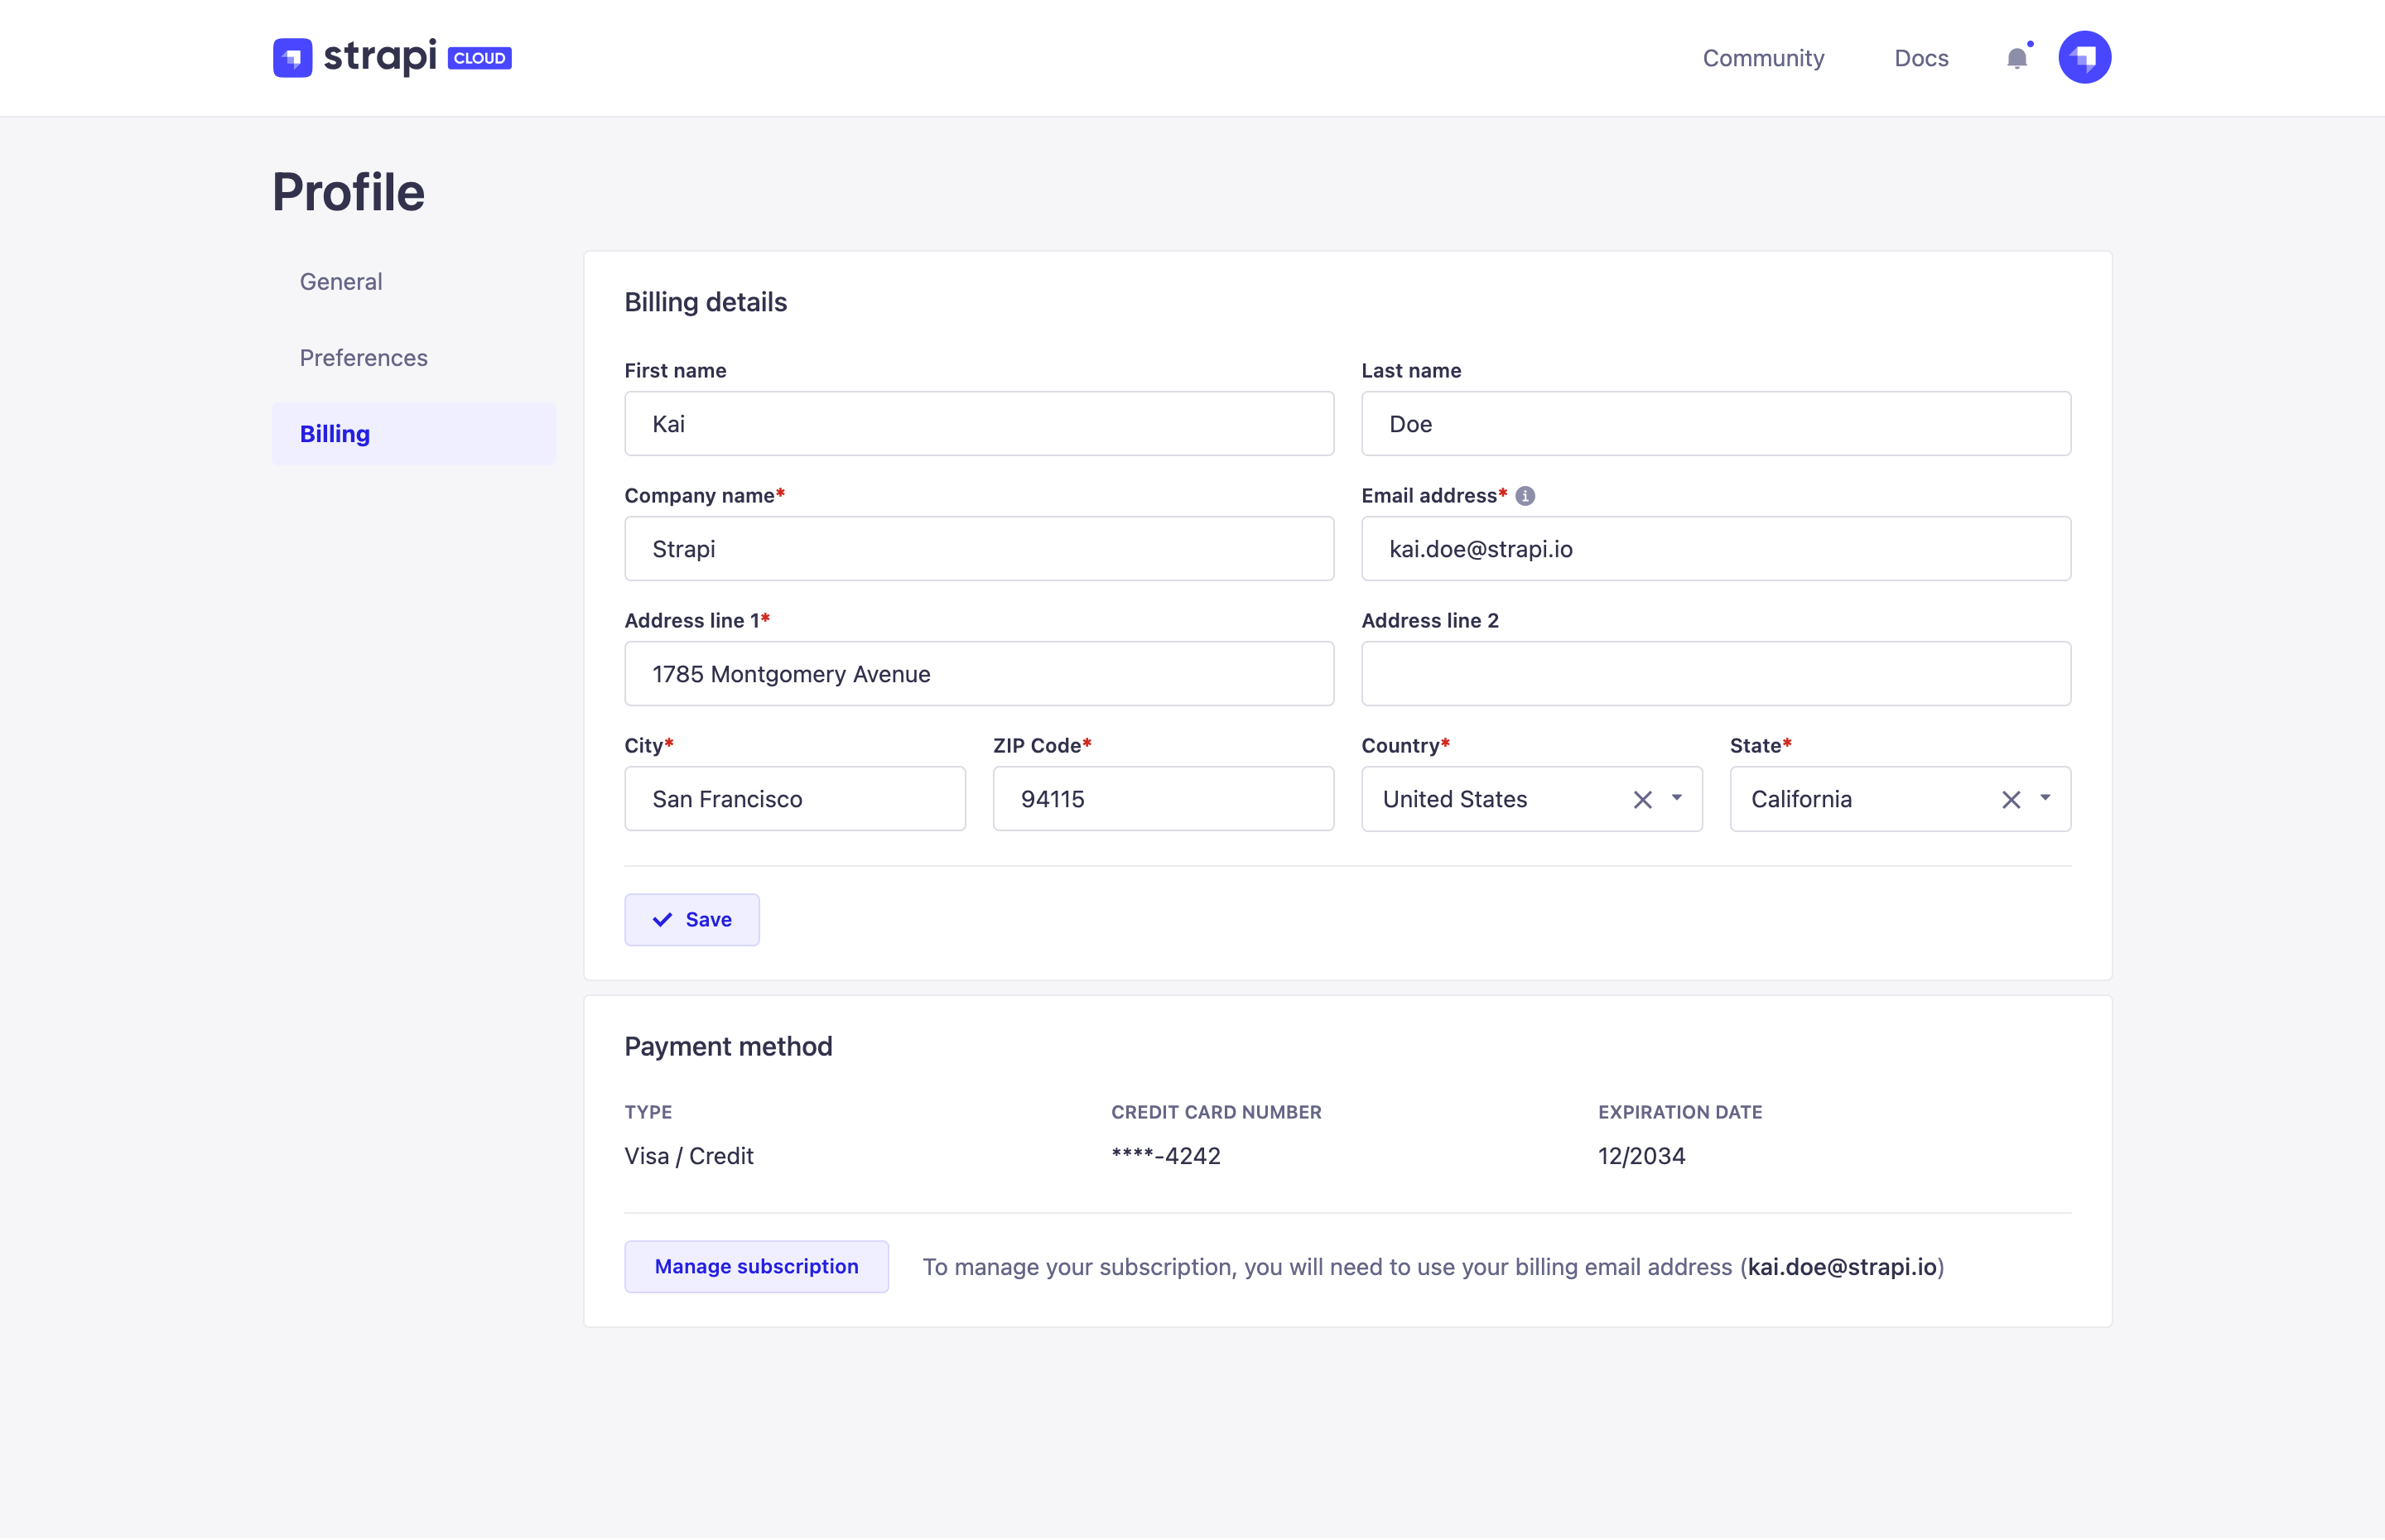 strapi CLOUD
Community
Docs
Profile
General
Preferences
Billing
Billing details
First name
Last name
Kai
Doe
Company name*
Email address*
Strapi
kai.doe@strapi.io
Address line 1*
Address line 2
1785 Montgomery Avenue
City*
ZIP Code*
Country*
State*
San Francisco
94115
United States
California
Save
Payment method
TYPE
CREDIT CARD NUMBER
EXPIRATION DATE
Visa / Credit
****-4242
12/2034
Manage subscription
To manage your subscription, you will need to use your billing email address (kai.doe@strapi.io)